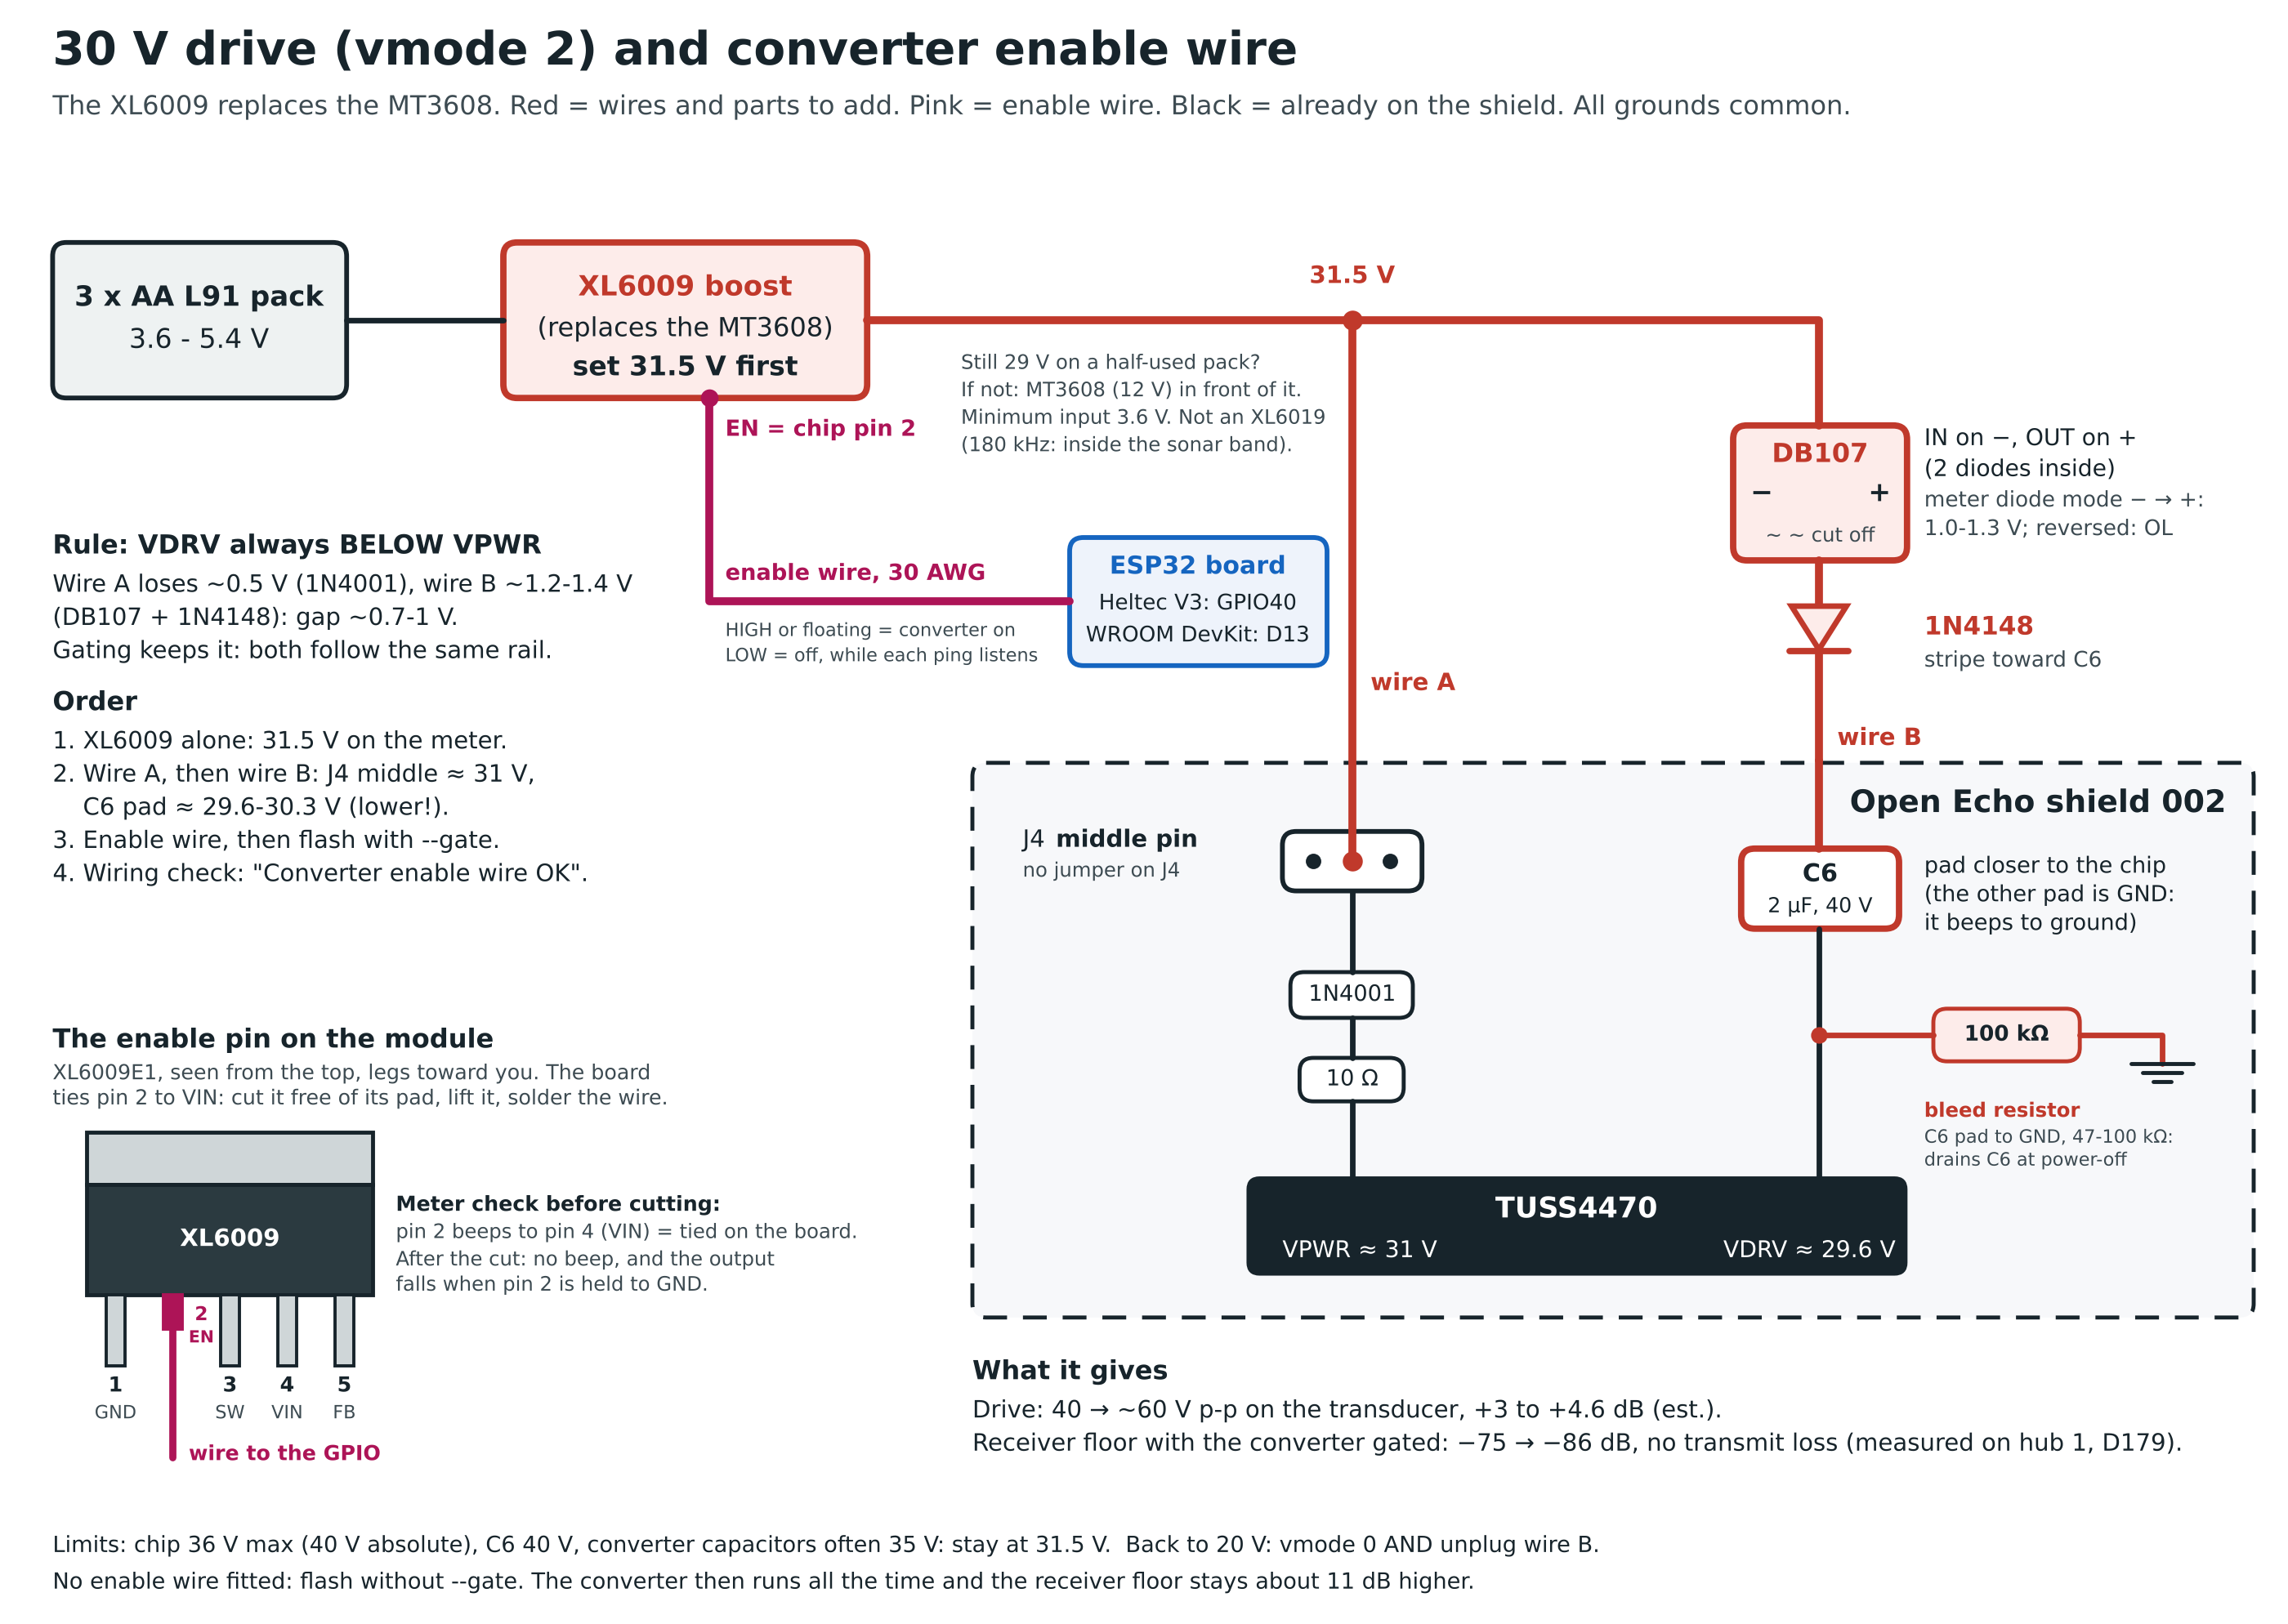 30 V drive (vmode 2) and converter enable wire
The XL6009 replaces the MT3608. Red = wires and parts to add. Pink = enable wire. Black = already on the shield. All grounds common.
3 x AA L91 pack
3.6 - 5.4 V
XL6009 boost
(replaces the MT3608)
set 31.5 V first
31.5 V
Still 29 V on a half-used pack?
If not: MT3608 (12 V) in front of it.
Minimum input 3.6 V. Not an XL6019
(180 kHz: inside the sonar band).
EN = chip pin 2
enable wire, 30 AWG
HIGH or floating = converter on
LOW = off, while each ping listens
ESP32 board
Heltec V3: GPIO40
WROOM DevKit: D13
wire A
DB107
− +
~ ~ cut off
IN on −, OUT on +
(2 diodes inside)
meter diode mode − → +:
1.0-1.3 V; reversed: OL
1N4148
stripe toward C6
wire B
Rule: VDRV always BELOW VPWR
Wire A loses ~0.5 V (1N4001), wire B ~1.2-1.4 V
(DB107 + 1N4148): gap ~0.7-1 V.
Gating keeps it: both follow the same rail.
Order
1. XL6009 alone: 31.5 V on the meter.
2. Wire A, then wire B: J4 middle ≈ 31 V,
C6 pad ≈ 29.6-30.3 V (lower!).
3. Enable wire, then flash with --gate.
4. Wiring check: "Converter enable wire OK".
Open Echo shield 002
J4 middle pin
no jumper on J4
C6
2 µF, 40 V
pad closer to the chip
(the other pad is GND:
it beeps to ground)
1N4001
10 Ω
100 kΩ
bleed resistor
C6 pad to GND, 47-100 kΩ:
drains C6 at power-off
TUSS4470
VPWR ≈ 31 V
VDRV ≈ 29.6 V
The enable pin on the module
XL6009E1, seen from the top, legs toward you. The board
ties pin 2 to VIN: cut it free of its pad, lift it, solder the wire.
XL6009
Meter check before cutting:
pin 2 beeps to pin 4 (VIN) = tied on the board.
After the cut: no beep, and the output
falls when pin 2 is held to GND.
2
EN
1 3 4 5
GND SW VIN FB
wire to the GPIO
What it gives
Drive: 40 → ~60 V p-p on the transducer, +3 to +4.6 dB (est.).
Receiver floor with the converter gated: −75 → −86 dB, no transmit loss (measured on hub 1, D179).
Limits: chip 36 V max (40 V absolute), C6 40 V, converter capacitors often 35 V: stay at 31.5 V. Back to 20 V: vmode 0 AND unplug wire B.
No enable wire fitted: flash without --gate. The converter then runs all the time and the receiver floor stays about 11 dB higher.